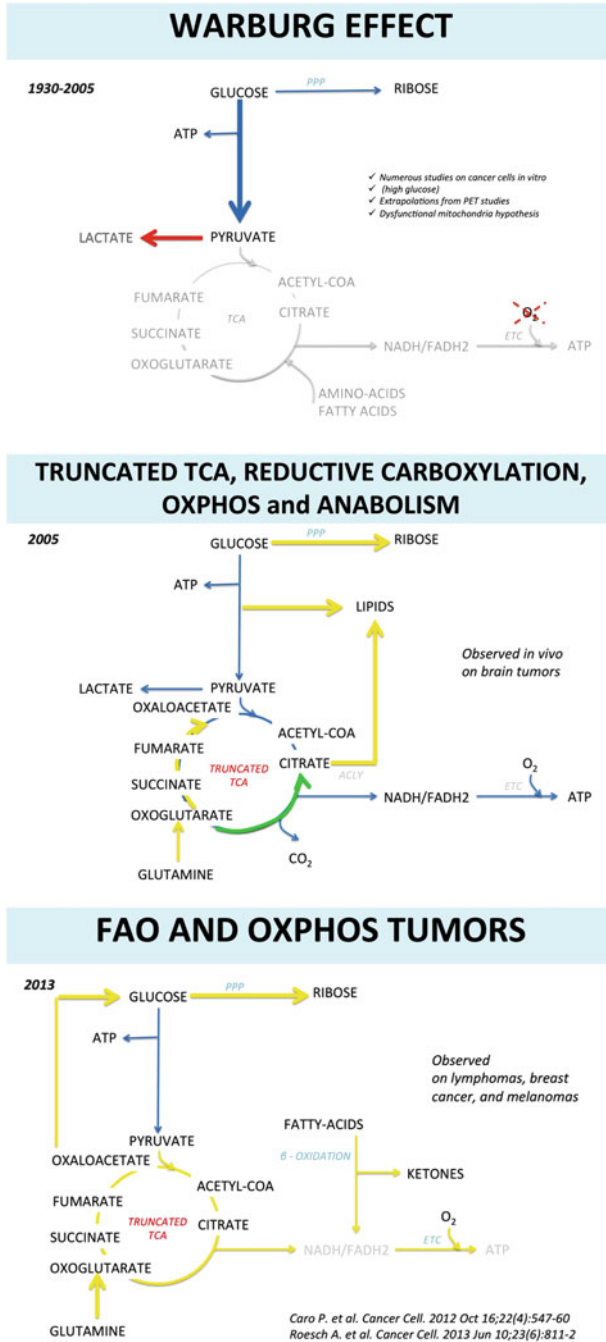 WARBURG EFFECT
1930-2005
GLUCOSE
PPP
RIBOSE
ATP
✓ Numerous studies on cancer cells in vitro
✓ (high glucose)
✓ Extrapolations from PET studies
✓ Dysfunctional mitochondria hypothesis
LACTATE
PYRUVATE
ACETYL-COA
FUMARATE
CITRATE
TCA
O₂
SUCCINATE
ETC
NADH/FADH2
ATP
OXOGLUTARATE
AMINO-ACIDS
FATTY ACIDS
TRUNCATED TCA, REDUCTIVE CARBOXYLATION,
OXPHOS and ANABOLISM
2005
GLUCOSE
PPP
RIBOSE
ATP
LIPIDS
Observed in vivo
on brain tumors
LACTATE
PYRUVATE
OXALOACETATE
ACETYL-COA
FUMARATE
CITRATE
TRUNCATED
TCA
ACLY
O₂
SUCCINATE
ETC
NADH/FADH2
ATP
OXOGLUTARATE
CO₂
GLUTAMINE
FAO AND OXPHOS TUMORS
2013
GLUCOSE
PPP
RIBOSE
ATP
Observed
on lymphomas, breast
cancer, and melanomas
FATTY-ACIDS
PYRUVATE
OXALOACETATE
β - OXIDATION
KETONES
ACETYL-COA
FUMARATE
CITRATE
TRUNCATED
TCA
O₂
SUCCINATE
ETC
NADH/FADH2
ATP
OXOGLUTARATE
GLUTAMINE
Caro P. et al. Cancer Cell. 2012 Oct 16;22(4):547-60
Roesch A. et al. Cancer Cell. 2013 Jun 10;23(6):811-2